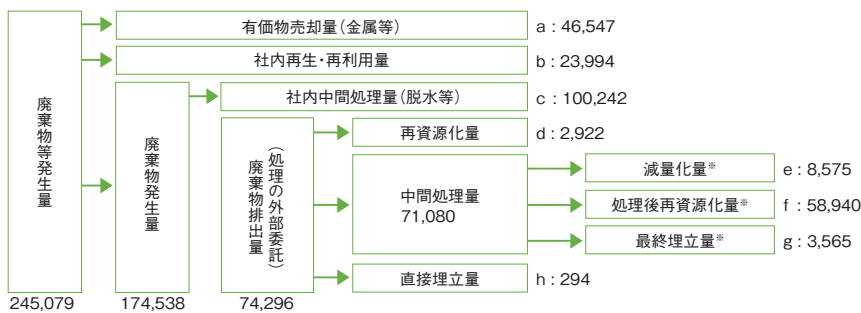 有価物売却量(金属等)
a : 46,547
社内再生・再利用量
b : 23,994
社内中間処理量(脱水等)
c : 100,242
再資源化量
d : 2,922
廃棄物等発生量
廃棄物発生量
廃棄物排出量
(処理の外部委託)
中間処理量
71,080
減量化量※
e : 8,575
処理後再資源化量※
f : 58,940
最終埋立量※
g : 3,565
直接埋立量
h : 294
245,079
174,538
74,296